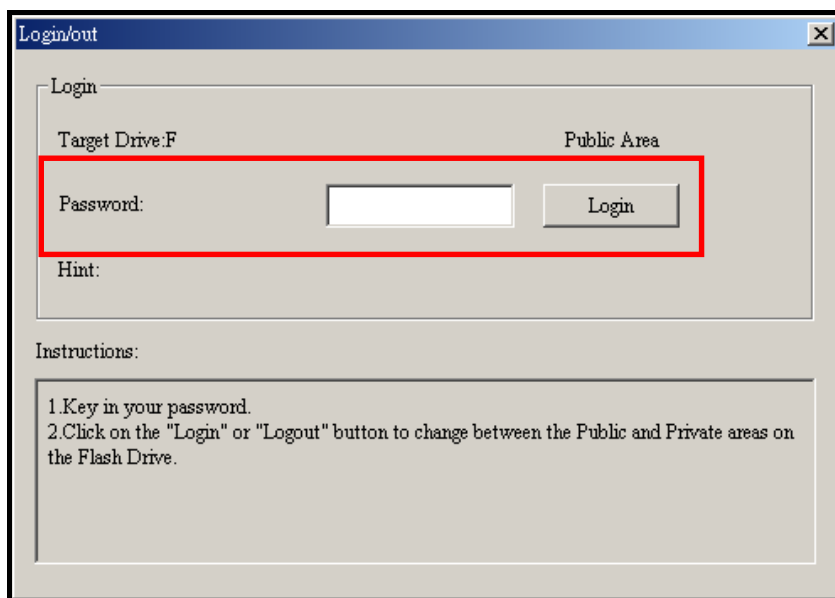 Login/out
Login
Target Drive:F Public Area
Password: Login
Hint:
Instructions:
1.Key in your password.
2.Click on the "Login" or "Logout" button to change between the Public and Private areas on
the Flash Drive.